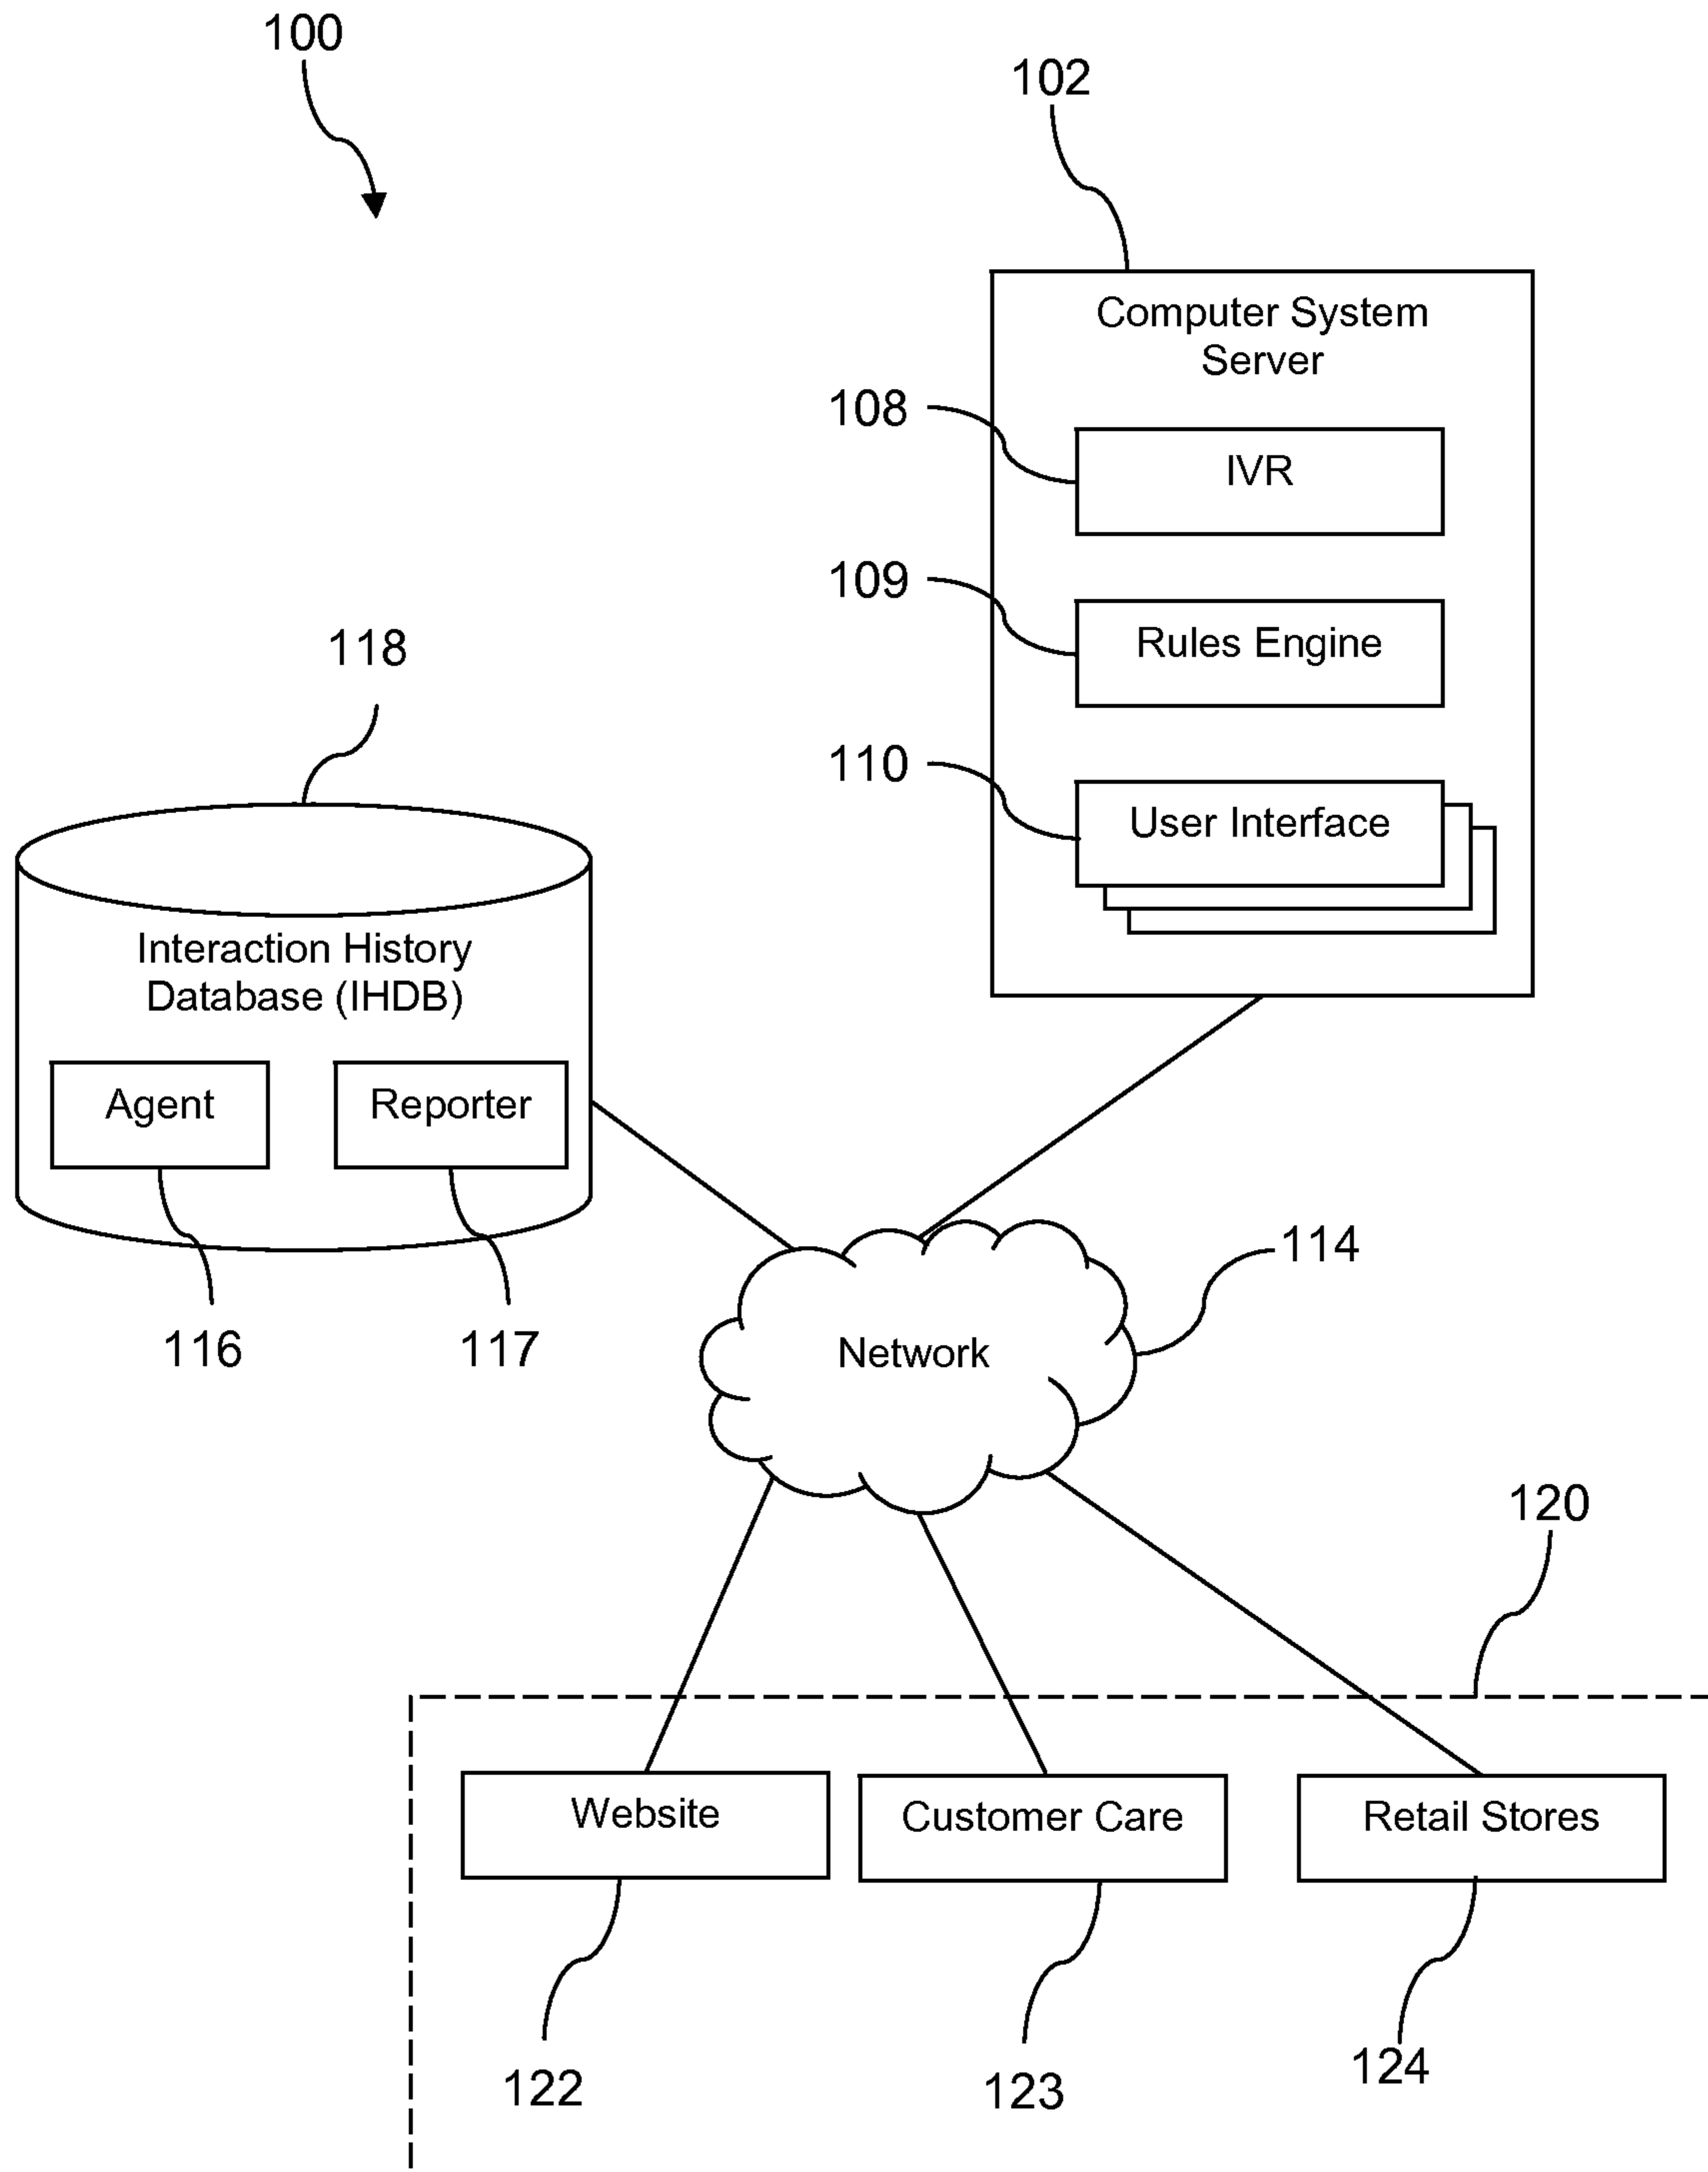 100
102
Computer System
Server
108
IVR
109
Rules Engine
118
110
User Interface
Interaction History
Database (IHDB)
Agent
Reporter
114
116
117
Network
120
Website
Customer Care
Retail Stores
122
123
124